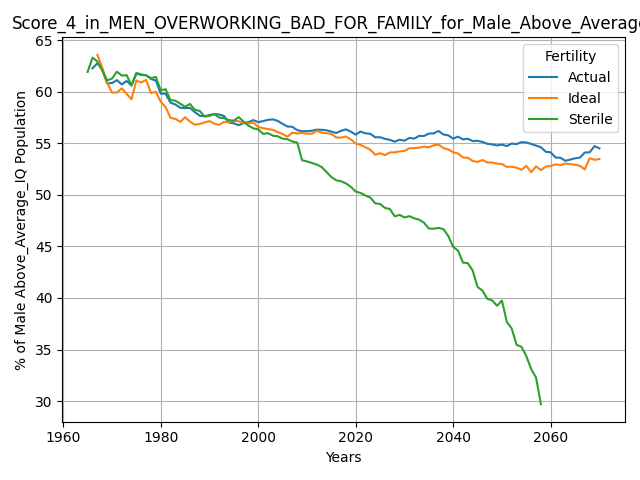 Score_4_in_MEN_OVERWORKING_BAD_FOR_FAMILY_for_Male_Above_Average
65
60
55
50
45
40
35
30
% of Male Above_Average_IQ Population
Fertility
Actual
Ideal
Sterile
1960 1980 2000 2020 2040 2060
Years